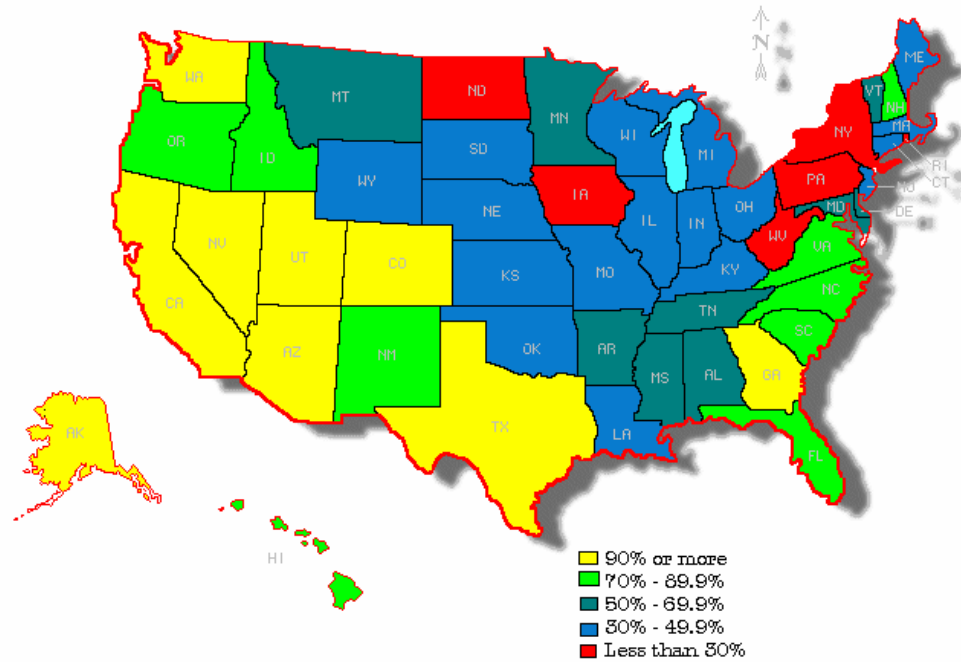 N
WA
ME
MT
ND
VT
MN
NH
OR
ID
WI
NY
MA
SD
MI
RI
WY
PA
CT
IA
NJ
NE
OH
MD
DE
NV
UT
IL
IN
WV
CO
VA
CA
KS
MO
KY
NC
TN
AZ
NM
OK
AR
SC
MS
AL
GA
TX
LA
AK
FL
HI
90% or more
70% - 89.9%
50% - 69.9%
30% - 49.9%
Less than 30%